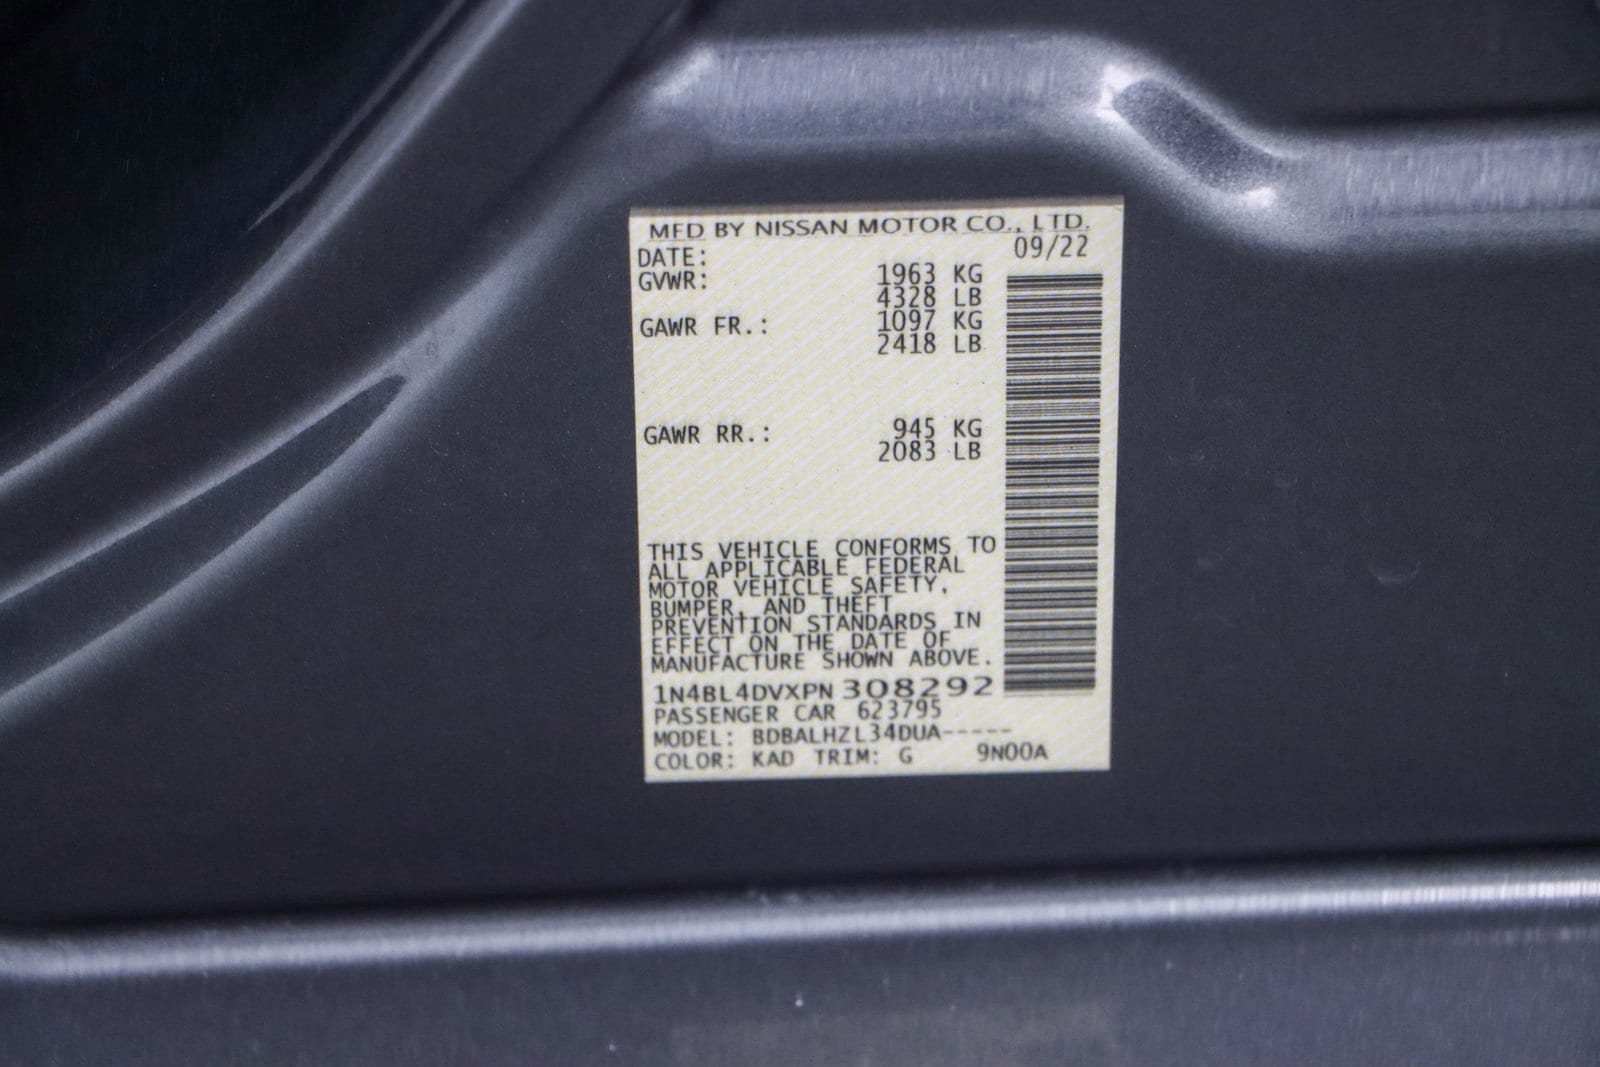 MFD BY NISSAN MOTOR CO., LTD.
DATE: 09/22
GVWR: 1963 KG
4328 LB
GAWR FR.: 1097 KG
2418 LB
GAWR RR.: 945 KG
2083 LB
THIS VEHICLE CONFORMS TO
ALL APPLICABLE FEDERAL
MOTOR VEHICLE SAFETY,
BUMPER, AND THEFT
PREVENTION STANDARDS IN
EFFECT ON THE DATE OF
MANUFACTURE SHOWN ABOVE.
1N4BL4DVXPN308292
PASSENGER CAR 623795
MODEL: BDBALHZL34DUA-----
COLOR: KAD TRIM: G 9N00A